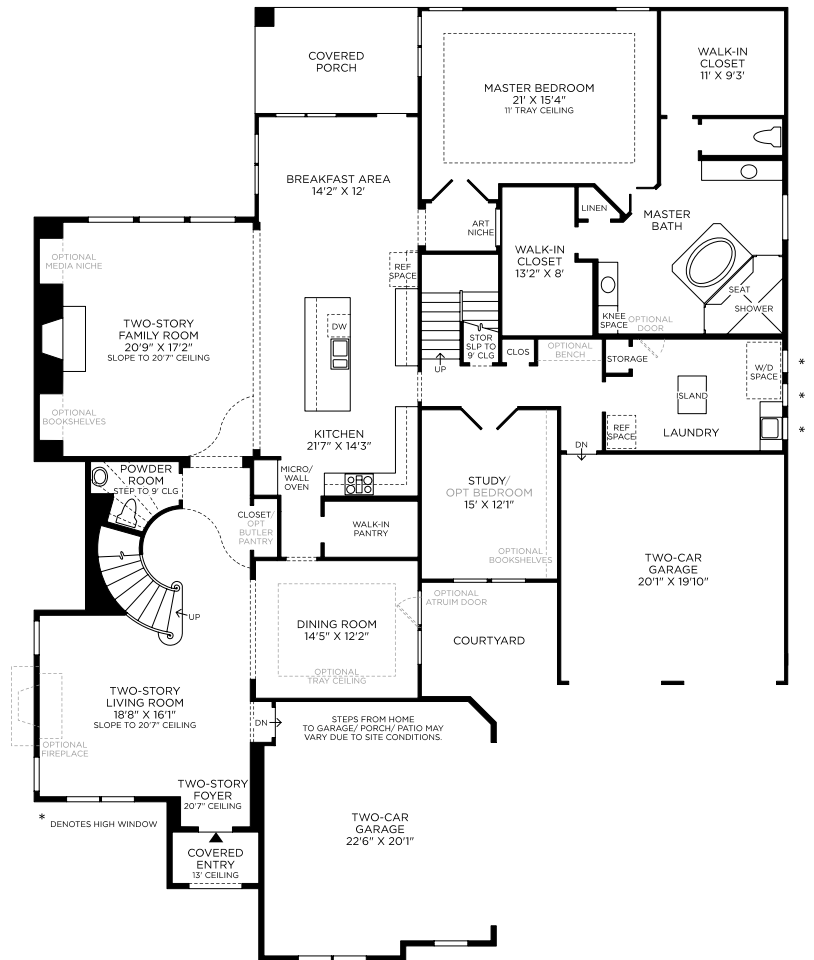 COVERED
PORCH
WALK-IN
CLOSET
11' X 9'3'
MASTER BEDROOM
21' X 15'4"
11' TRAY CEILING
BREAKFAST AREA
14'2" X 12'
LINEN
MASTER
BATH
ART
NICHE
WALK-IN
CLOSET
13'2" X 8'
OPTIONAL
MEDIA NICHE
REF
SPACE
SEAT
SHOWER
KNEE
SPACE
OPTIONAL
DOOR
TWO-STORY
FAMILY ROOM
20'9" X 17'2"
SLOPE TO 20'7" CEILING
DW
STOR
SLP TO
9' CLG
CLOS
OPTIONAL
BENCH
STORAGE
W/D
SPACE
*
*
*
UP
ISLAND
OPTIONAL
BOOKSHELVES
KITCHEN
21'7" X 14'3"
REF
SPACE
LAUNDRY
DN
POWDER
ROOM
STEP TO 9' CLG
MICRO/
WALL
OVEN
STUDY/
OPT BEDROOM
15' X 12'1"
CLOSET/
OPT
BUTLER
PANTRY
WALK-IN
PANTRY
OPTIONAL
BOOKSHELVES
TWO-CAR
GARAGE
20'1" X 19'10"
UP
DINING ROOM
14'5" X 12'2"
OPTIONAL
TRAY CEILING
OPTIONAL
ATRUIM DOOR
COURTYARD
TWO-STORY
LIVING ROOM
18'8" X 16'1"
SLOPE TO 20'7" CEILING
OPTIONAL
FIREPLACE
DN
STEPS FROM HOME
TO GARAGE/ PORCH/ PATIO MAY
VARY DUE TO SITE CONDITIONS.
TWO-STORY
FOYER
20'7" CEILING
* DENOTES HIGH WINDOW
TWO-CAR
GARAGE
22'6" X 20'1"
COVERED
ENTRY
13' CEILING